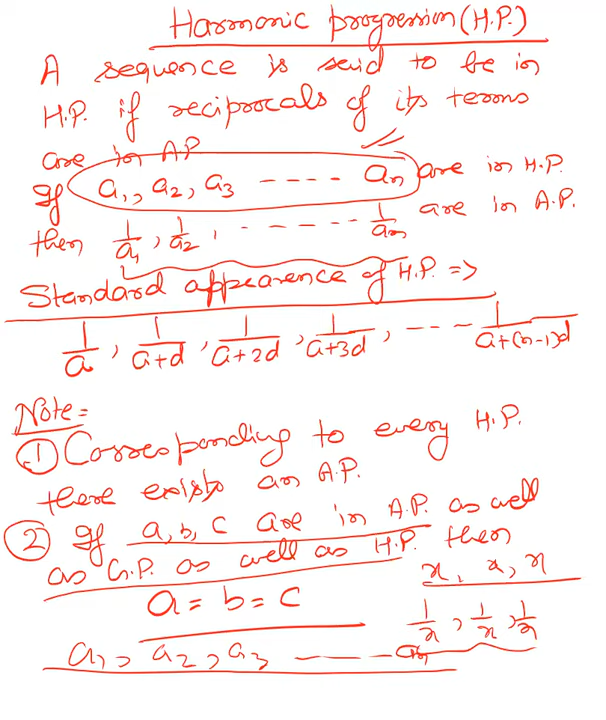 Harmonic progression (H.P.)
A sequence is said to be in
H.P. if reciprocals of its terms
are in A.P
If a₁, a₂, a₃ ---- aₙ are in H.P.
then 1/a₁, 1/a₂, ------- 1/aₙ are in A.P.
Standard appearence of H.P. =>
1/a, 1/(a+d), 1/(a+2d), 1/(a+3d), --- 1/(a+(n-1)d)
Note:
① Corresponding to every H.P.
there exists an A.P.
② If a, b, c are in A.P. as well
as G.P. as well as H.P. then
a = b = c
x, x, x
1/x, 1/x, 1/x
a₁, a₂, a₃ ------ aₙ